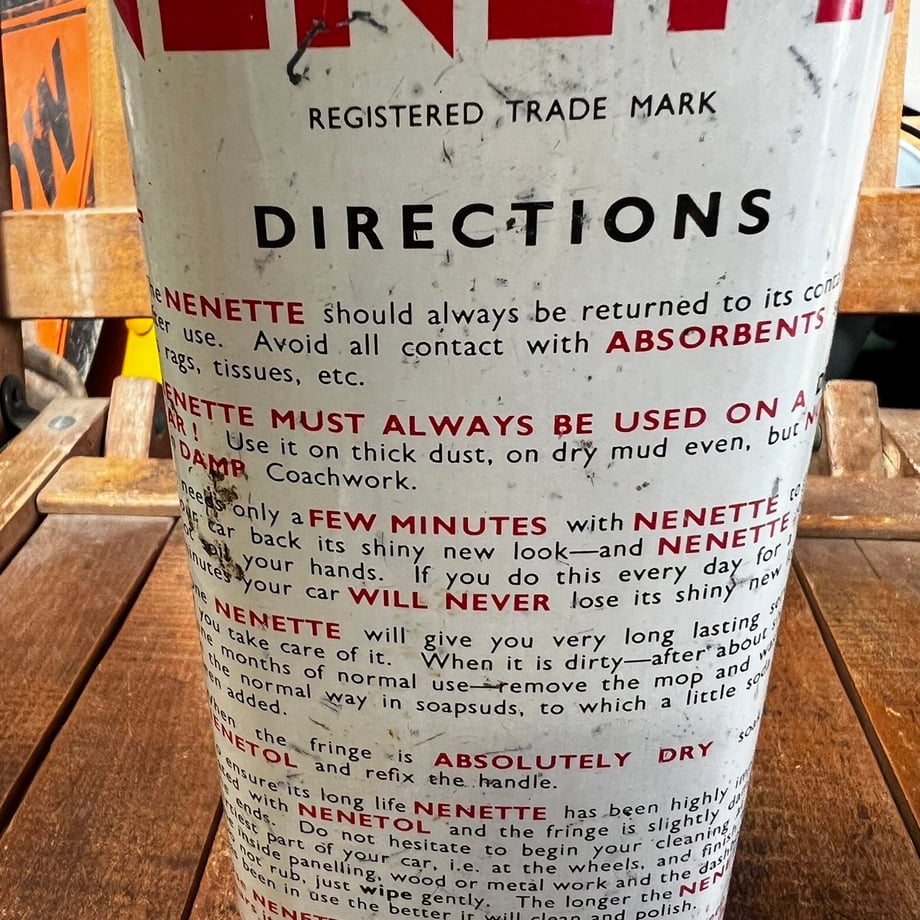 REGISTERED TRADE MARK
DIRECTIONS
NENETTE should always be returned to its
use. Avoid all contact with ABSORBENTS
rags, tissues, etc.
ENETTE MUST ALWAYS BE USED ON A
AR! Use it on thick dust, on dry mud even, but
DAMP Coachwork.
needs only a FEW MINUTES with NENETTE to
car back its shiny new look—and NENETTE
your hands. If you do this every day for
your car WILL NEVER lose its shiny new
NENETTE will give you very long lasting
you take care of it. When it is dirty—after about
months of normal use—remove the mop and
the normal way in soapsuds, to which a little
added.
the fringe is ABSOLUTELY DRY
ENETOL and refix the handle.
ensure its long life NENETTE has been highly
with NENETOL and the fringe is slightly
ends. Do not hesitate to begin your cleaning
part of your car, i.e. at the wheels, and
inside panelling, wood or metal work and the
not rub, just wipe gently. The longer the
been in use the better it will clean and polish.
NENETTE